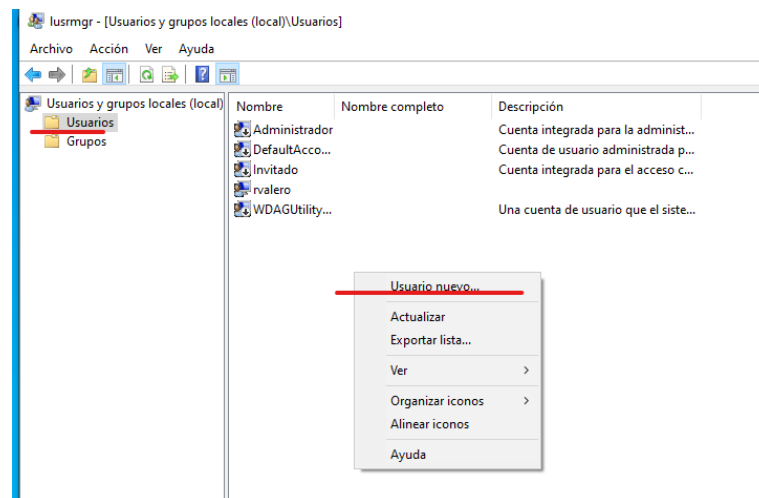 lusrmgr - [Usuarios y grupos locales (local)\Usuarios]
Archivo Acción Ver Ayuda
Usuarios y grupos locales (local)
Usuarios
Grupos
Nombre Nombre completo Descripción
Administrador Cuenta integrada para la administ...
DefaultAcco... Cuenta de usuario administrada p...
Invitado Cuenta integrada para el acceso c...
rvalero
WDAGUtility... Una cuenta de usuario que el siste...
Usuario nuevo...
Actualizar
Exportar lista...
Ver
Organizar iconos
Alinear iconos
Ayuda